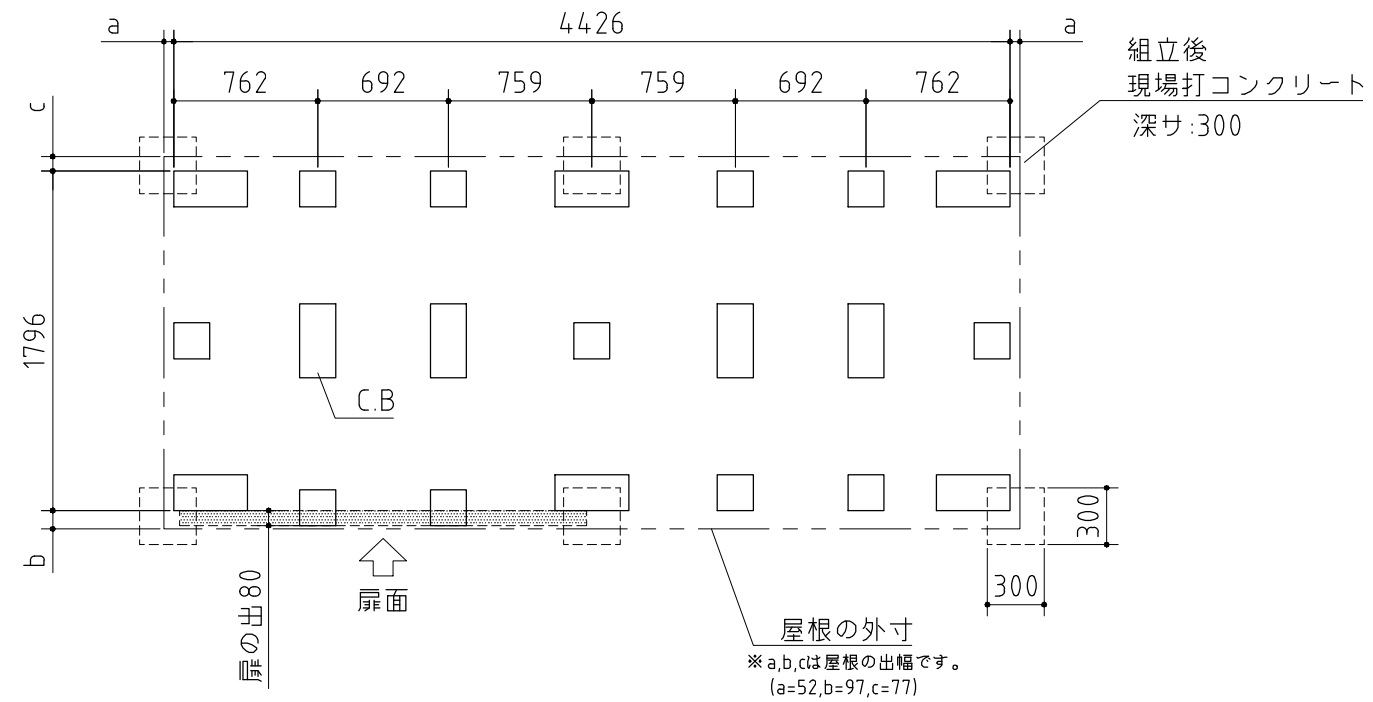 a
4426
a
組立後
現場打コンクリート
深サ:300
762
692
759
759
692
762
c
1796
C.B
b
扉の出80
扉面
300
300
屋根の外寸
※a,b,cは屋根の出幅です。
(a=52,b=97,c=77)